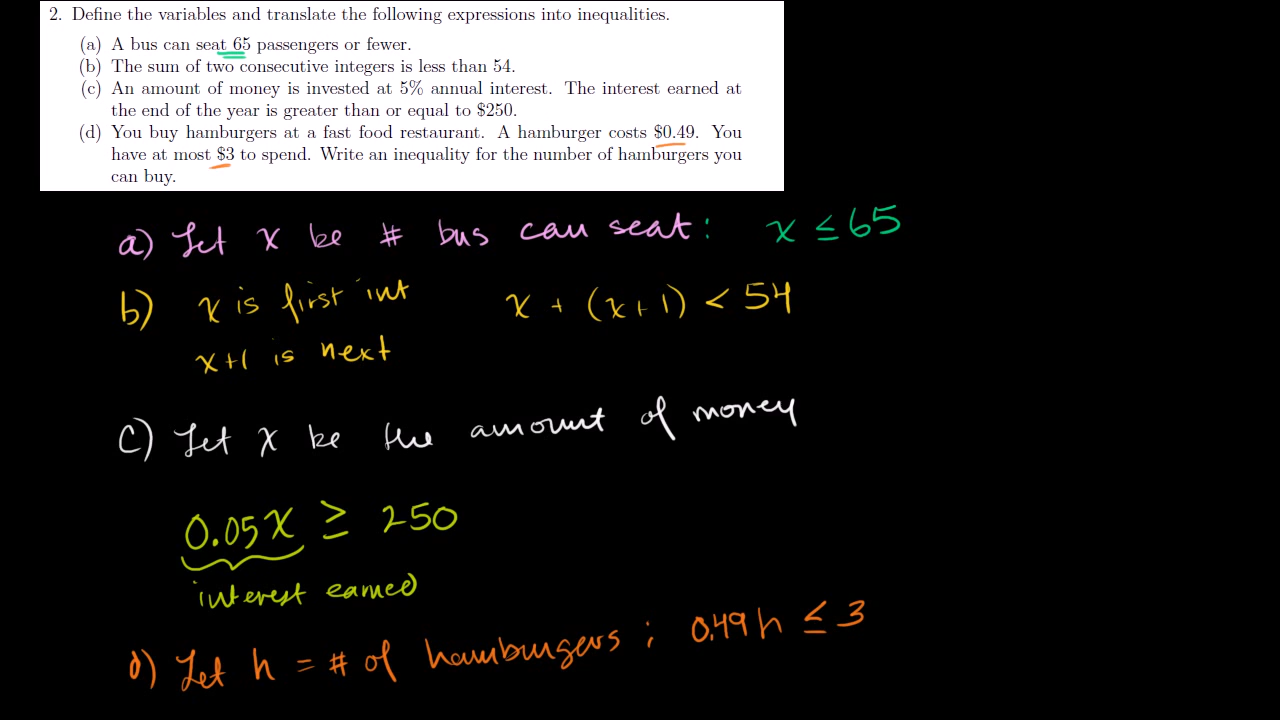 2. Define the variables and translate the following expressions into inequalities.
(a) A bus can seat 65 passengers or fewer.
(b) The sum of two consecutive integers is less than 54.
(c) An amount of money is invested at 5% annual interest. The interest earned at
the end of the year is greater than or equal to $250.
(d) You buy hamburgers at a fast food restaurant. A hamburger costs $0.49. You
have at most $3 to spend. Write an inequality for the number of hamburgers you
can buy.
a) Let x be # bus can seat: x ≤ 65
b) x is first int x + (x+1) < 54
x+1 is next
c) Let x be the amount of money
0.05x ≥ 250
interest earned
d) Let h = # of hamburgers ; 0.49h ≤ 3